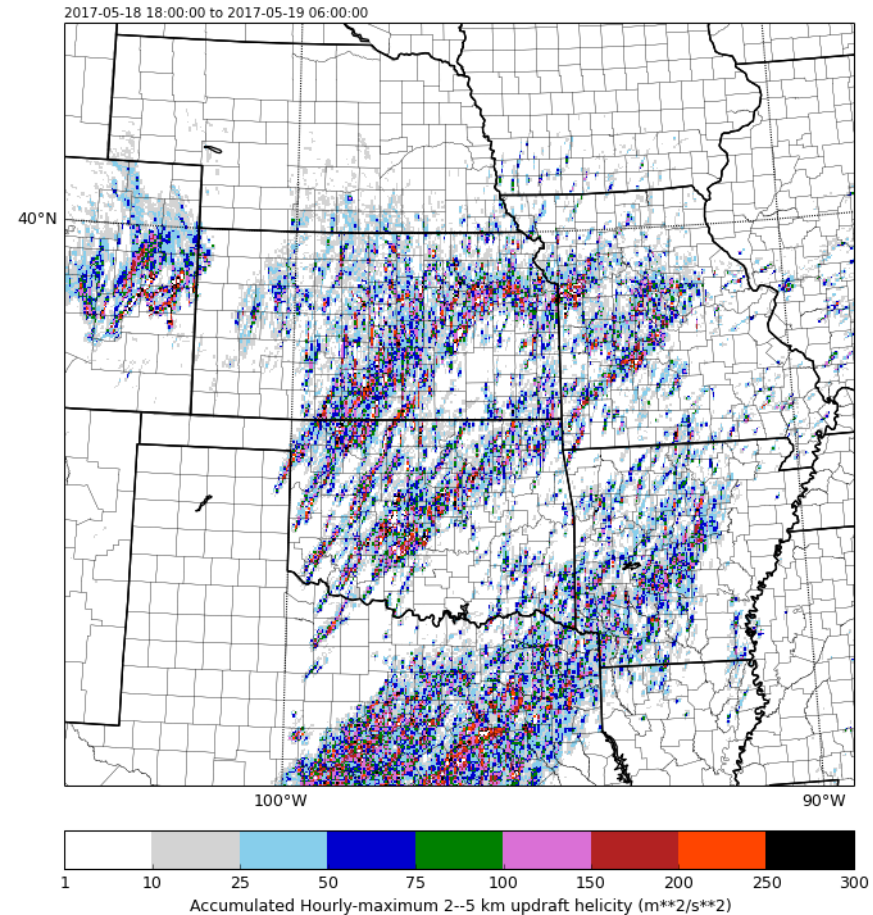 2017-05-18 18:00:00 to 2017-05-19 06:00:00
40°N
100°W 90°W
1 10 25 50 75 100 150 200 250 300
Accumulated Hourly-maximum 2--5 km updraft helicity (m**2/s**2)